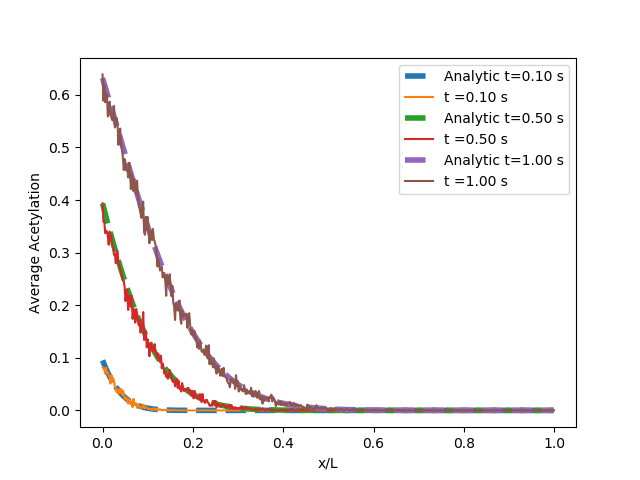 Analytic t=0.10 s
t =0.10 s
Analytic t=0.50 s
t =0.50 s
Analytic t=1.00 s
t =1.00 s
0.6
0.5
0.4
0.3
0.2
0.1
0.0
Average Acetylation
0.0 0.2 0.4 0.6 0.8 1.0
x/L